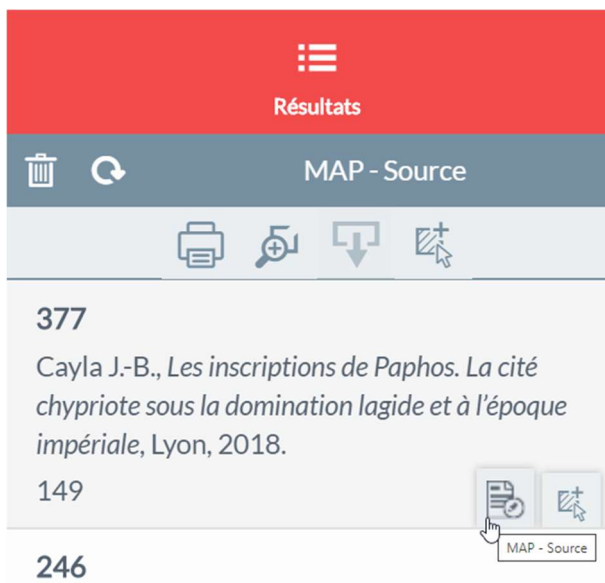 Résultats
MAP - Source
377
Cayla J.-B., Les inscriptions de Paphos. La cité
chypriote sous la domination lagide et à l’époque
impériale, Lyon, 2018.
149
MAP - Source
246